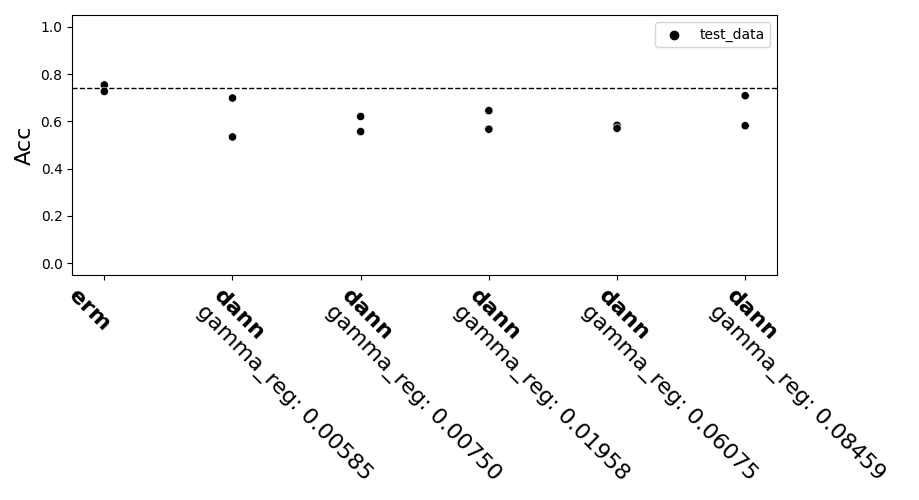 1.0
0.8
0.6
0.4
0.2
0.0
Acc
test_data
erm
dann
gamma_reg: 0.00585
dann
gamma_reg: 0.00750
dann
gamma_reg: 0.01958
dann
gamma_reg: 0.06075
dann
gamma_reg: 0.08459